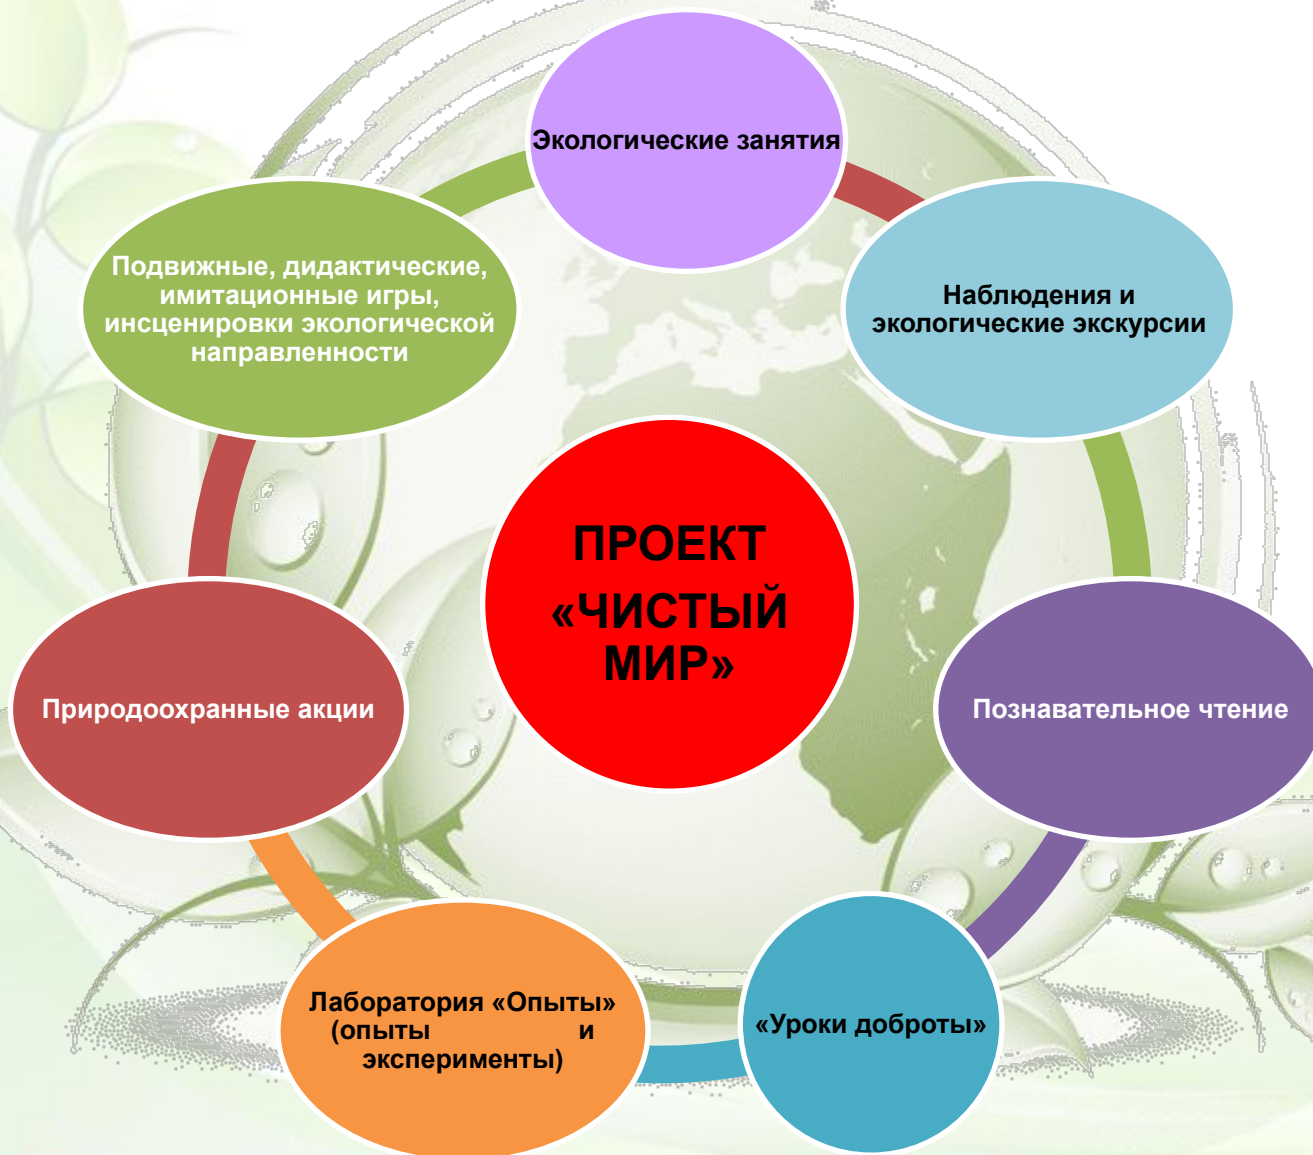 Экологические занятия
Подвижные, дидактические,
имитационные игры,
инсценировки экологической
направленности
Наблюдения и
экологические экскурсии
ПРОЕКТ
«ЧИСТЫЙ
МИР»
Природоохранные акции
Познавательное чтение
Лаборатория «Опыты»
(опыты и
эксперименты)
«Уроки доброты»